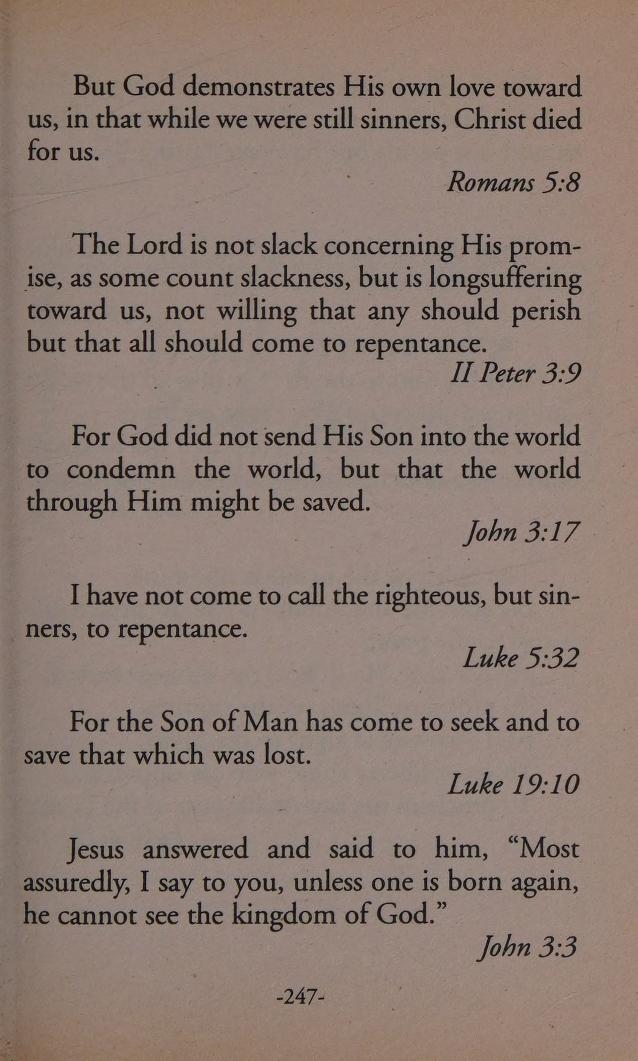 But God demonstrates His own love toward
us, in that while we were still sinners, Christ died
for us.
Romans 5:8
The Lord is not slack concerning His prom-
ise, as some count slackness, but is longsuffering
toward us, not willing that any should perish
but that all should come to repentance.
II Peter 3:9
For God did not send His Son into the world
to condemn the world, but that the world
through Him might be saved.
John 3:17
I have not come to call the righteous, but sin-
ners, to repentance.
Luke 5:32
For the Son of Man has come to seek and to
save that which was lost.
Luke 19:10
Jesus answered and said to him, “Most
assuredly, I say to you, unless one is born again,
he cannot see the kingdom of God.”
John 3:3
-247-